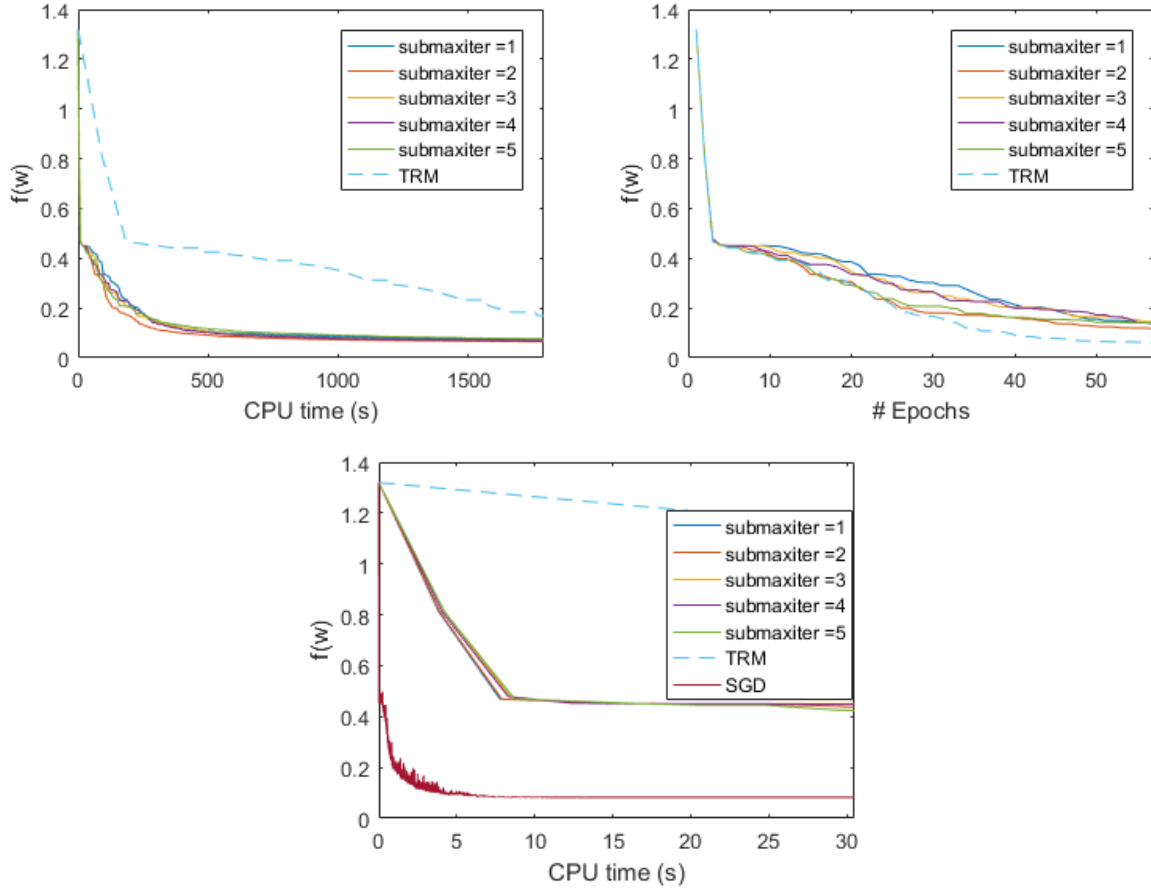 1.4
1.2
1
0.8
0.6
0.4
0.2
0
f(w)
submaxiter =1
submaxiter =2
submaxiter =3
submaxiter =4
submaxiter =5
TRM
0 500 1000 1500
CPU time (s)
1.4
1.2
1
0.8
0.6
0.4
0.2
0
f(w)
submaxiter =1
submaxiter =2
submaxiter =3
submaxiter =4
submaxiter =5
TRM
0 10 20 30 40 50
# Epochs
1.4
1.2
1
0.8
0.6
0.4
0.2
0
f(w)
submaxiter =1
submaxiter =2
submaxiter =3
submaxiter =4
submaxiter =5
TRM
SGD
0 5 10 15 20 25 30
CPU time (s)